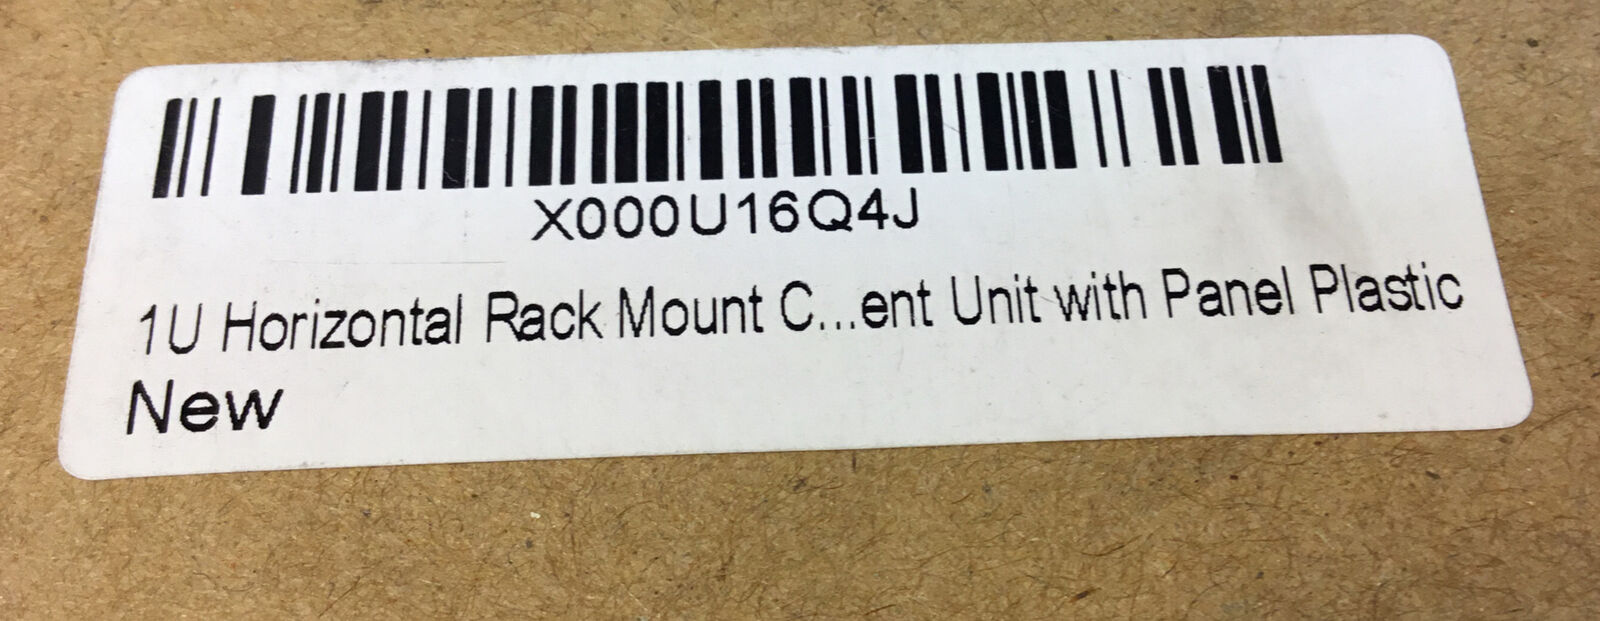 X000U16Q4J
1U Horizontal Rack Mount C...ent Unit with Panel Plastic
New